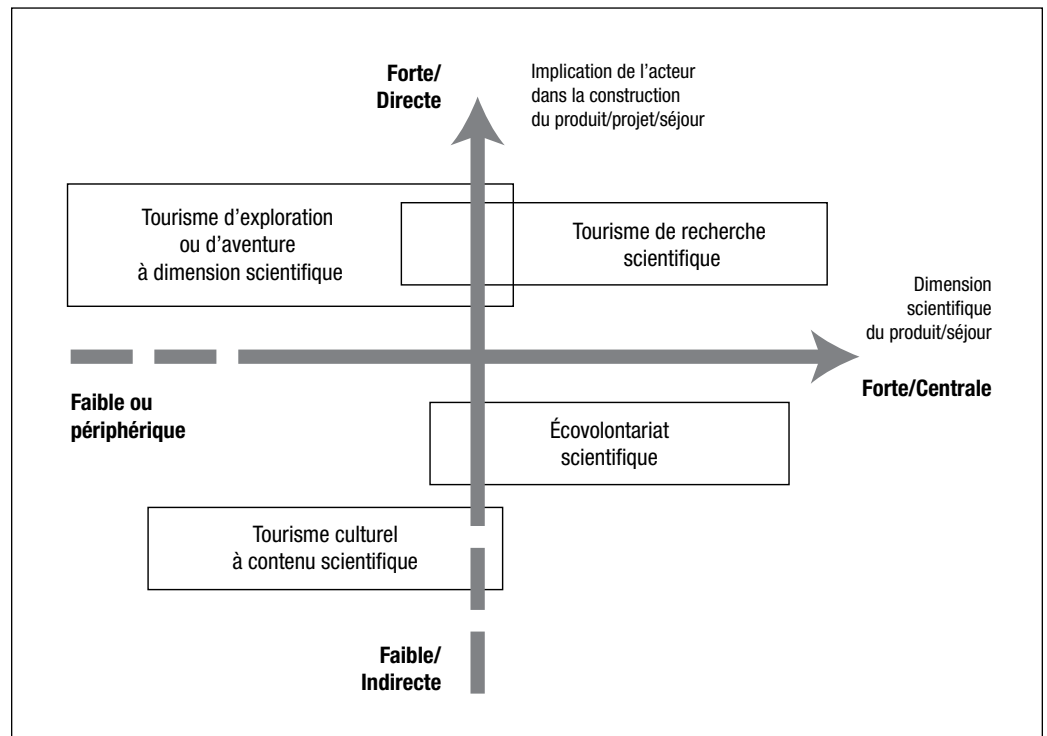 Forte/
Directe
Implication de l’acteur
dans la construction
du produit/projet/séjour
Tourisme d’exploration
ou d’aventure
à dimension scientifique
Tourisme de recherche
scientifique
Dimension
scientifique
du produit/séjour
Forte/Centrale
Faible ou
périphérique
Écovolontariat
scientifique
Tourisme culturel
à contenu scientifique
Faible/
Indirecte